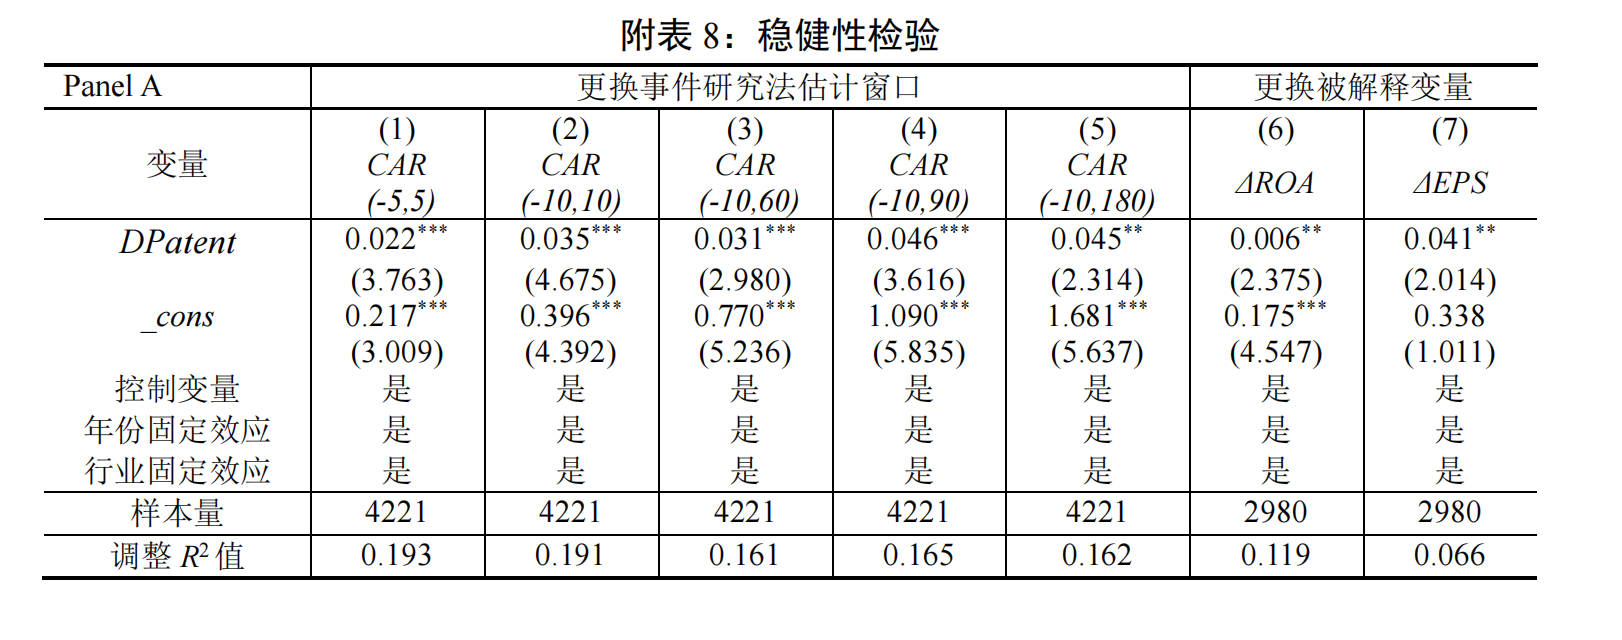 附表 8：稳健性检验
Panel A 更换事件研究法估计窗口 更换被解释变量
变量 (1) CAR (-5,5) (2) CAR (-10,10) (3) CAR (-10,60) (4) CAR (-10,90) (5) CAR (-10,180) (6) ΔROA (7) ΔEPS
DPatent 0.022*** 0.035*** 0.031*** 0.046*** 0.045** 0.006** 0.041**
(3.763) (4.675) (2.980) (3.616) (2.314) (2.375) (2.014)
_cons 0.217*** 0.396*** 0.770*** 1.090*** 1.681*** 0.175*** 0.338
(3.009) (4.392) (5.236) (5.835) (5.637) (4.547) (1.011)
控制变量 是 是 是 是 是 是 是
年份固定效应 是 是 是 是 是 是 是
行业固定效应 是 是 是 是 是 是 是
样本量 4221 4221 4221 4221 4221 2980 2980
调整 R² 值 0.193 0.191 0.161 0.165 0.162 0.119 0.066